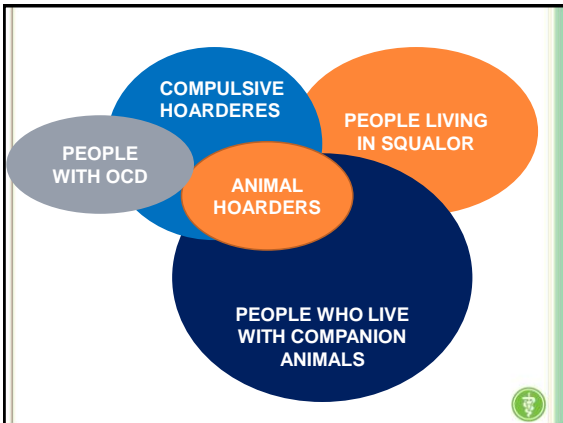 COMPULSIVE
HOARDERES
PEOPLE LIVING
IN SQUALOR
PEOPLE
WITH OCD
ANIMAL
HOARDERS
PEOPLE WHO LIVE
WITH COMPANION
ANIMALS